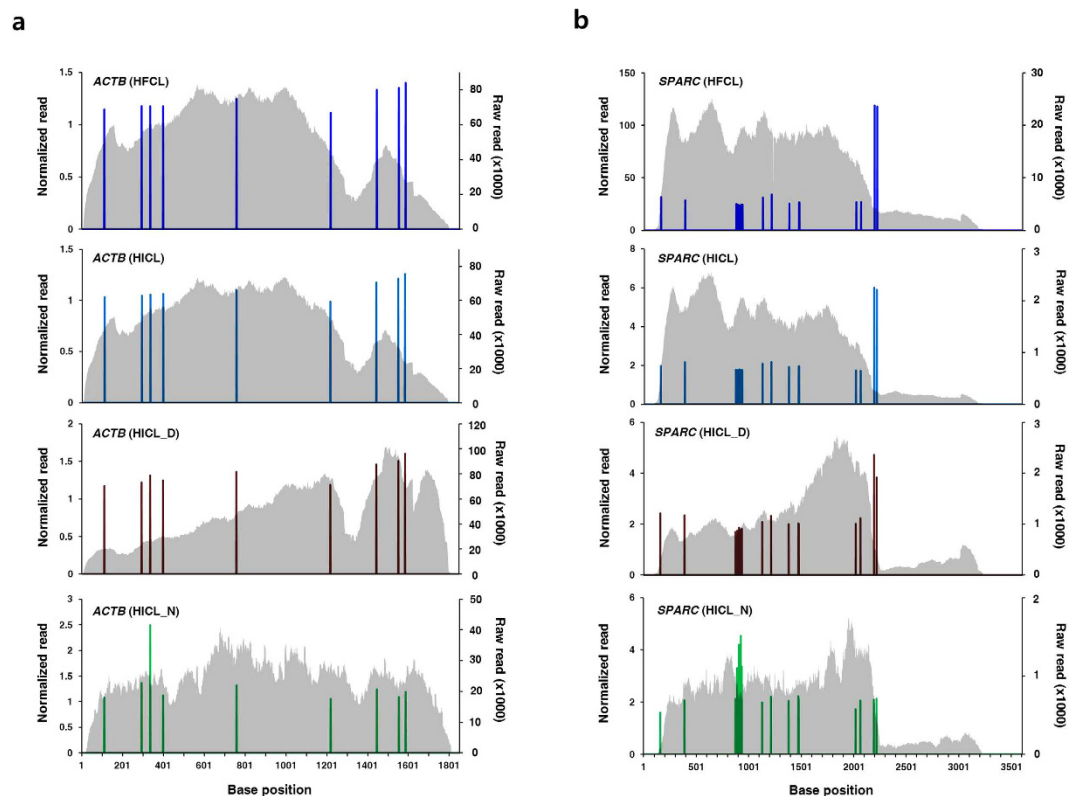 a
ACTB (HFCL)
Normalized read
1.5
1
0.5
0
80
60
40
20
0
Raw read (x1000)
ACTB (HICL)
Normalized read
1.5
1
0.5
0
80
60
40
20
0
Raw read (x1000)
ACTB (HICL_D)
Normalized read
2
1.5
1
0.5
0
120
100
80
60
40
20
0
Raw read (x1000)
ACTB (HICL_N)
Normalized read
3
2.5
2
1.5
1
0.5
0
50
40
30
20
10
0
Raw read (x1000)
1 201 401 601 801 1001 1201 1401 1601 1801
Base position
b
SPARC (HFCL)
Normalized read
150
100
50
0
30
20
10
0
Raw read (x1000)
SPARC (HICL)
Normalized read
8
6
4
2
0
3
2
1
0
Raw read (x1000)
SPARC (HICL_D)
Normalized read
6
4
2
0
3
2
1
0
Raw read (x1000)
SPARC (HICL_N)
Normalized read
6
4
2
0
2
1
0
Raw read (x1000)
1 501 1001 1501 2001 2501 3001 3501
Base position